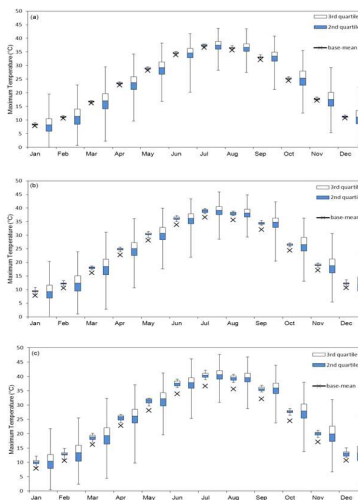 (a)
3rd quartile
2nd quart
base-mean
Maximum Temperature (°C)
50
45
40
35
30
25
20
15
10
5
0
Jan Feb Mar Apr May Jun Jul Aug Sep Oct Nov Dec
(b)
3rd quartile
2nd quart
base-mean
Maximum Temperature (°C)
50
45
40
35
30
25
20
15
10
5
0
Jan Feb Mar Apr May Jun Jul Aug Sep Oct Nov Dec
(c)
3rd quartile
2nd quart
base-mean
Maximum Temperature (°C)
50
45
40
35
30
25
20
15
10
5
0
Jan Feb Mar Apr May Jun Jul Aug Sep Oct Nov Dec